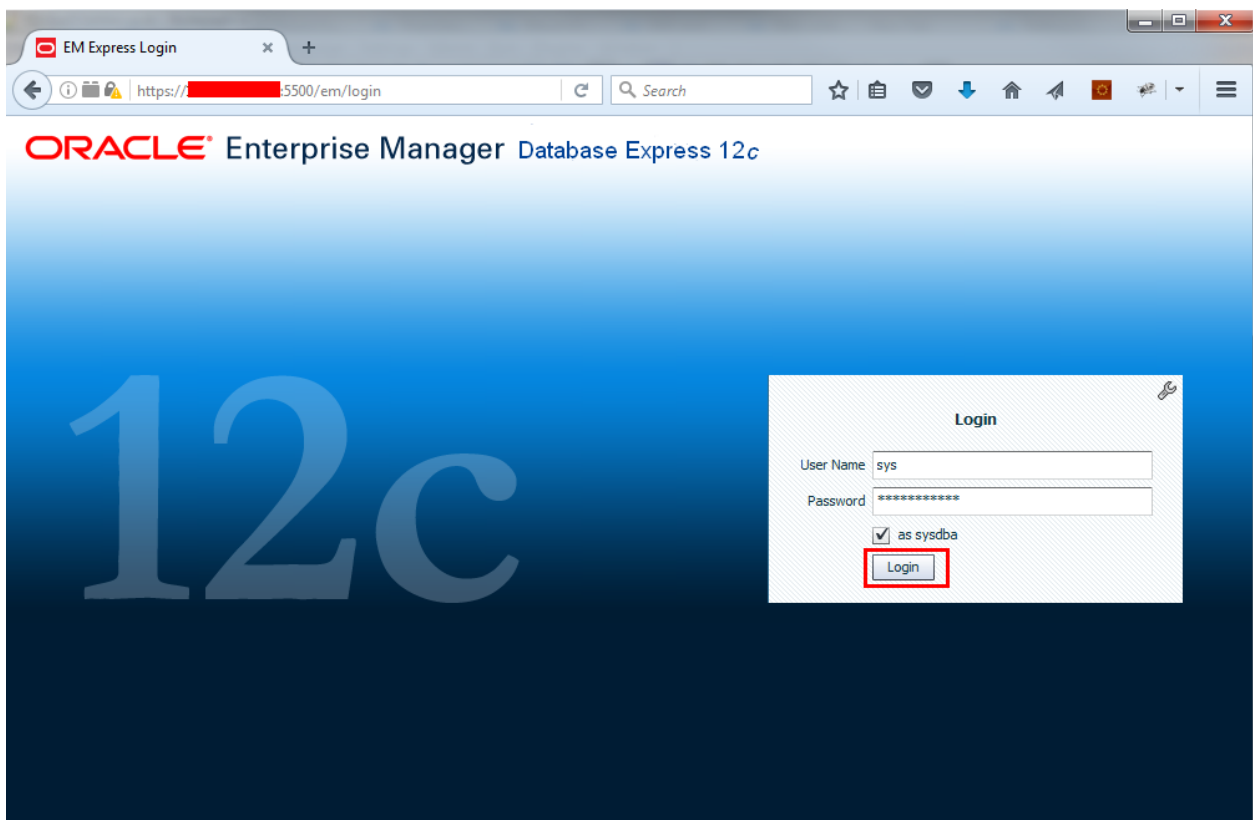 EM Express Login
https://
:5500/em/login
Search
ORACLE® Enterprise Manager Database Express 12c
12c
Login
User Name sys
Password ***********
as sysdba
Login